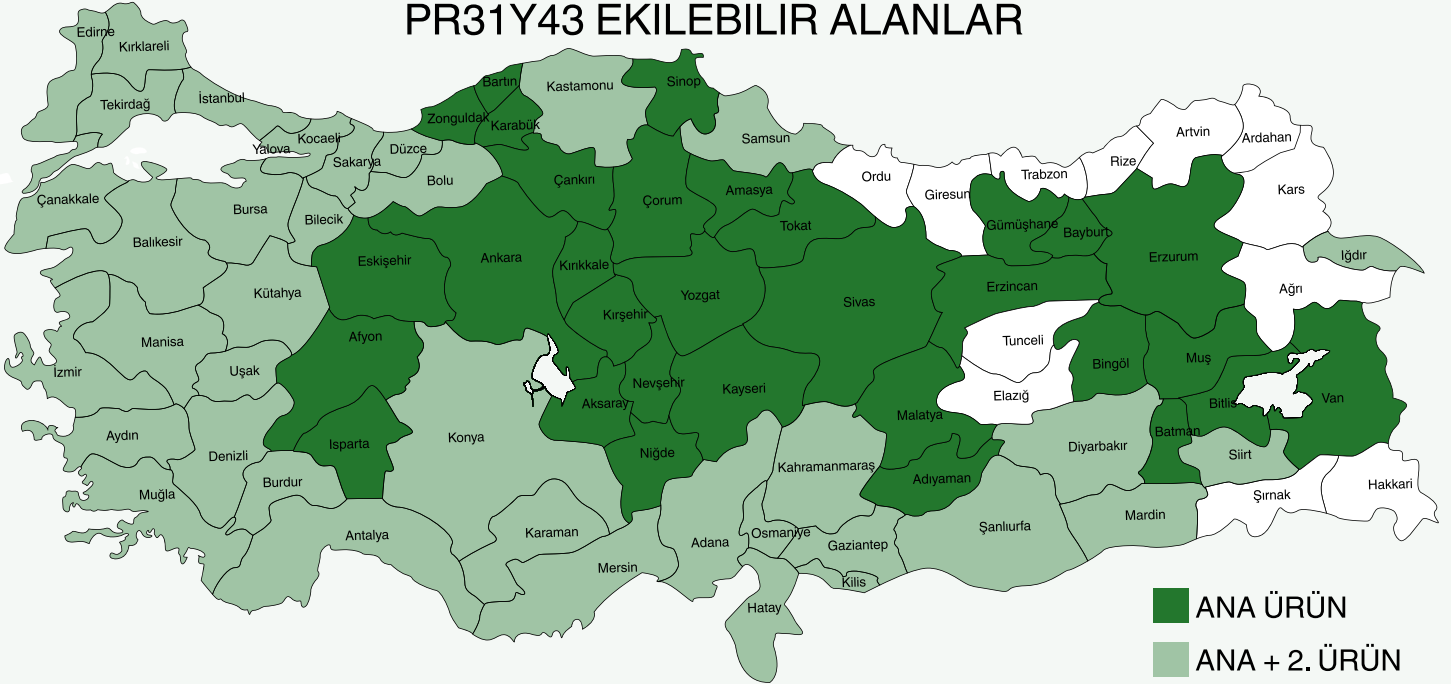 PR31Y43 EKILEBILIR ALANLAR
Edirne
Kırklareli
Tekirdağ
İstanbul
Yalova
Kocaeli
Sakarya
Düzce
Bolu
Zonguldak
Bartın
Karabük
Kastamonu
Sinop
Samsun
Ordu
Giresun
Trabzon
Rize
Artvin
Ardahan
Kars
Çanakkale
Balıkesir
Bursa
Bilecik
Eskişehir
Ankara
Çankırı
Çorum
Amasya
Tokat
Gümüşhane
Bayburt
Erzurum
Iğdır
Ağrı
Kütahya
Kırıkkale
Kırşehir
Yozgat
Sivas
Erzincan
Tunceli
Bingöl
Muş
İzmir
Manisa
Uşak
Afyon
Konya
Aksaray
Nevşehir
Kayseri
Malatya
Elazığ
Bitlis
Van
Aydın
Denizli
Isparta
Burdur
Niğde
Kahramanmaraş
Adıyaman
Diyarbakır
Batman
Siirt
Şırnak
Hakkari
Muğla
Antalya
Karaman
Mersin
Adana
Osmaniye
Gaziantep
Kilis
Hatay
Şanlıurfa
Mardin
ANA ÜRÜN
ANA + 2. ÜRÜN